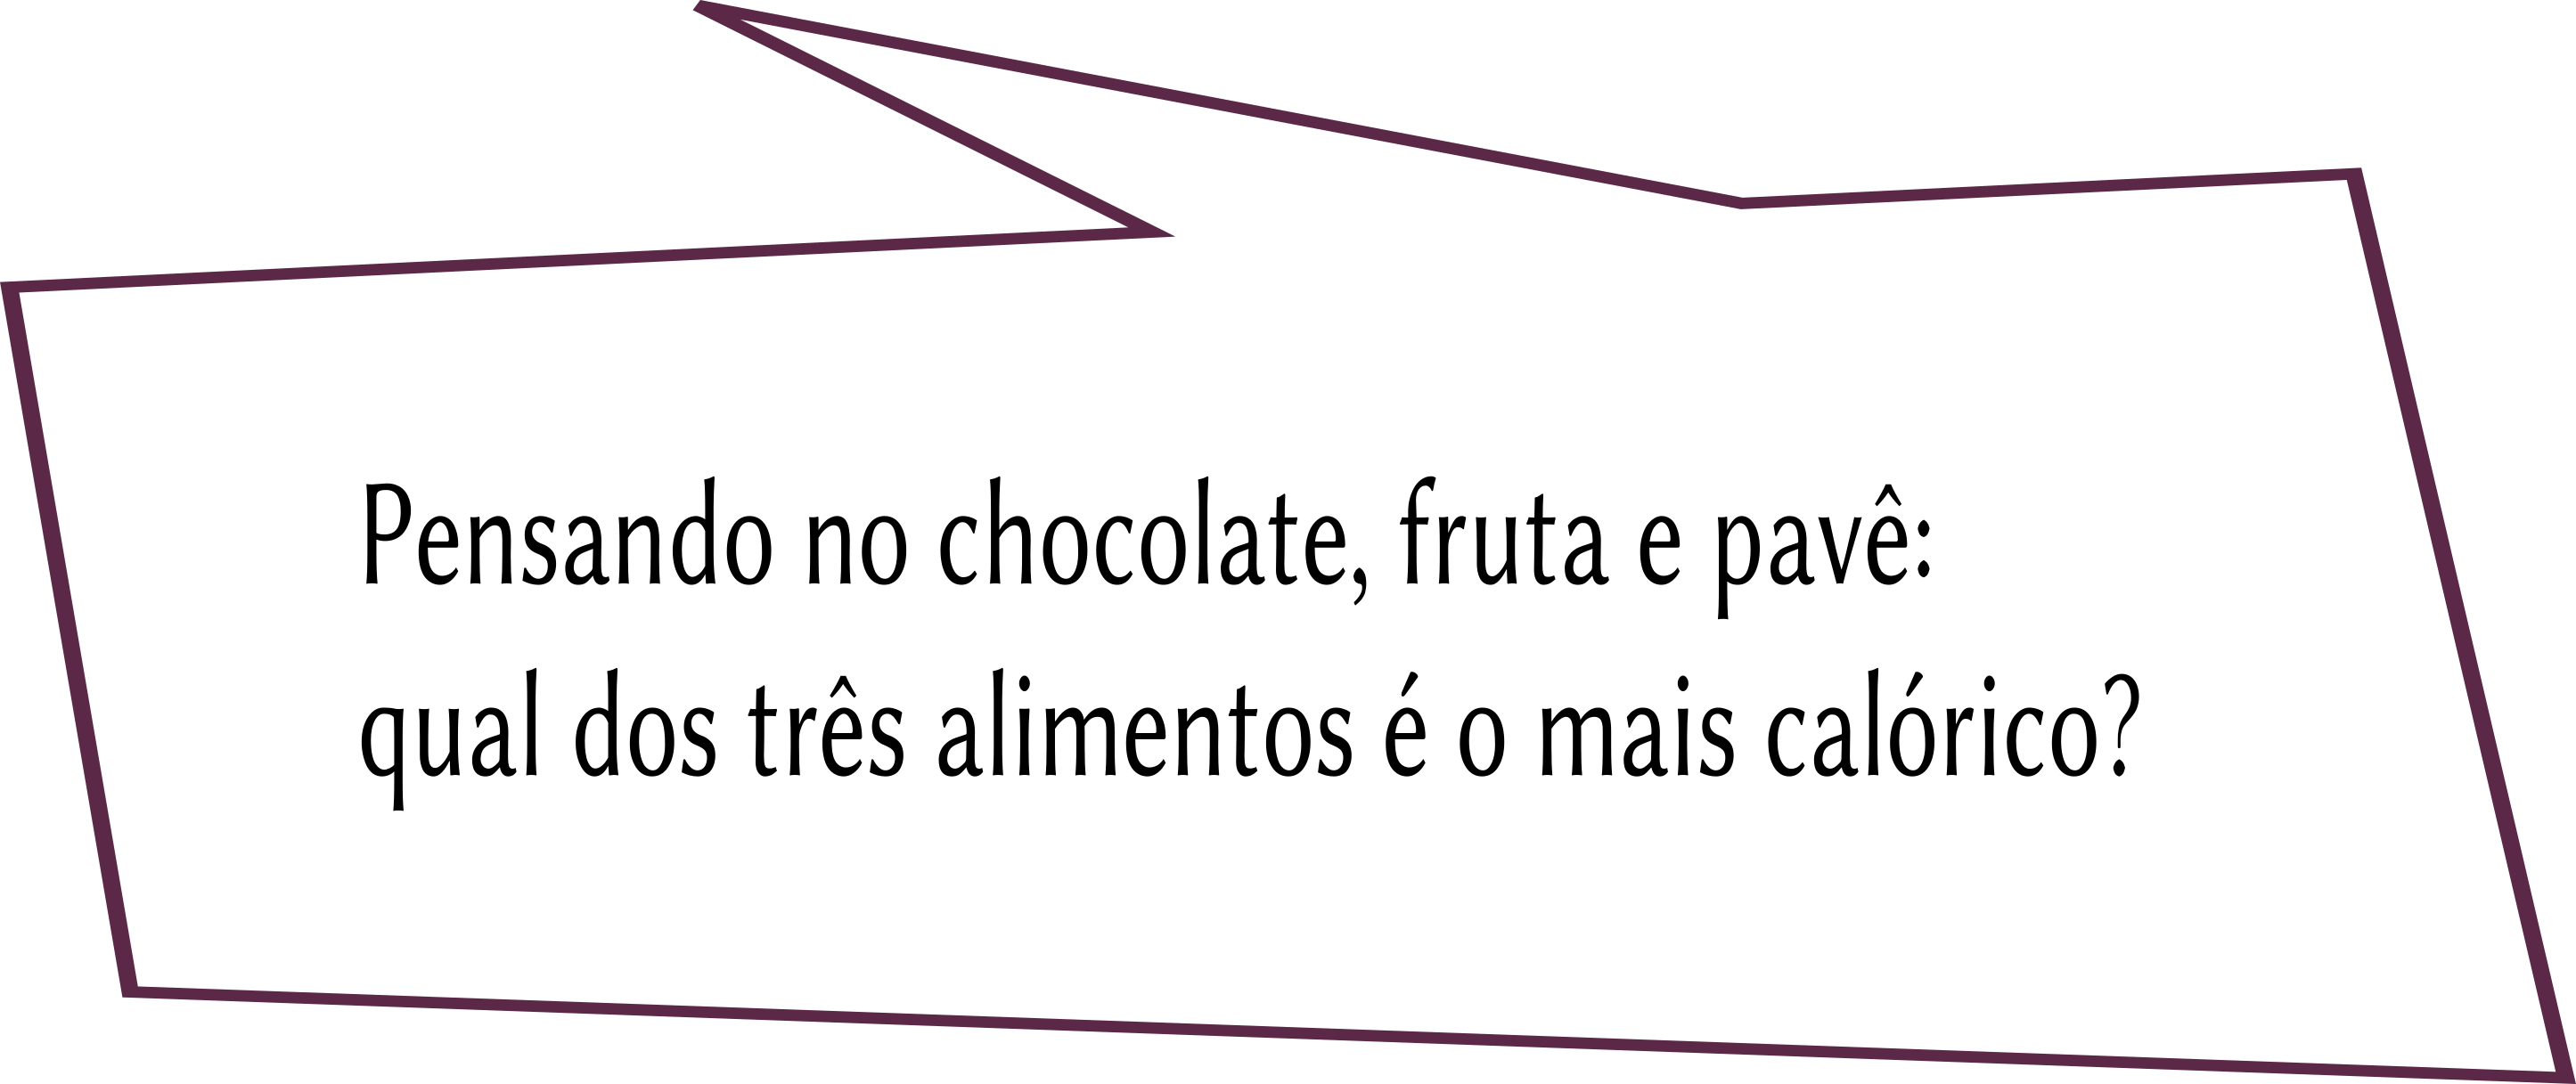 Pensando no chocolate, fruta e pavê:
qual dos três alimentos é o mais calórico?